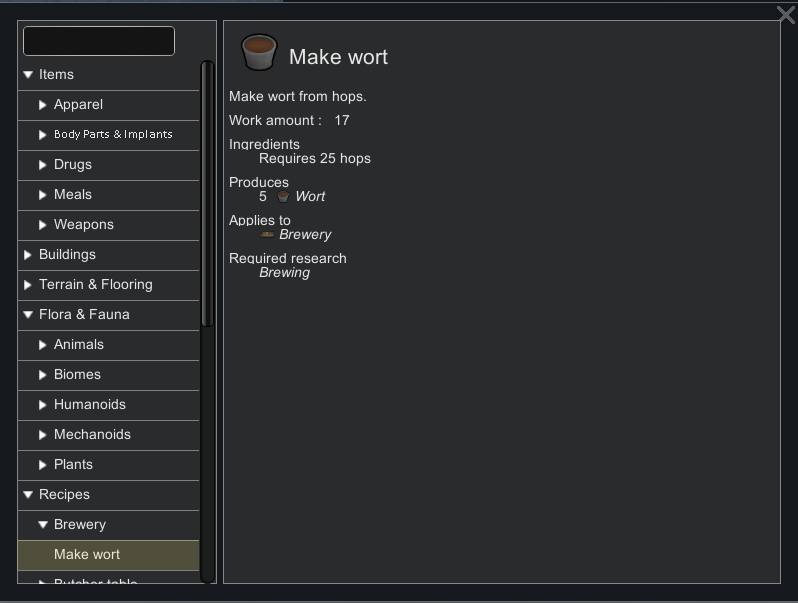 Items
Apparel
Body Parts & Implants
Drugs
Meals
Weapons
Buildings
Terrain & Flooring
Flora & Fauna
Animals
Biomes
Humanoids
Mechanoids
Plants
Recipes
Brewery
Make wort
Butcher table
Make wort
Make wort from hops.
Work amount : 17
Ingredients
Requires 25 hops
Produces
5 Wort
Applies to
Brewery
Required research
Brewing